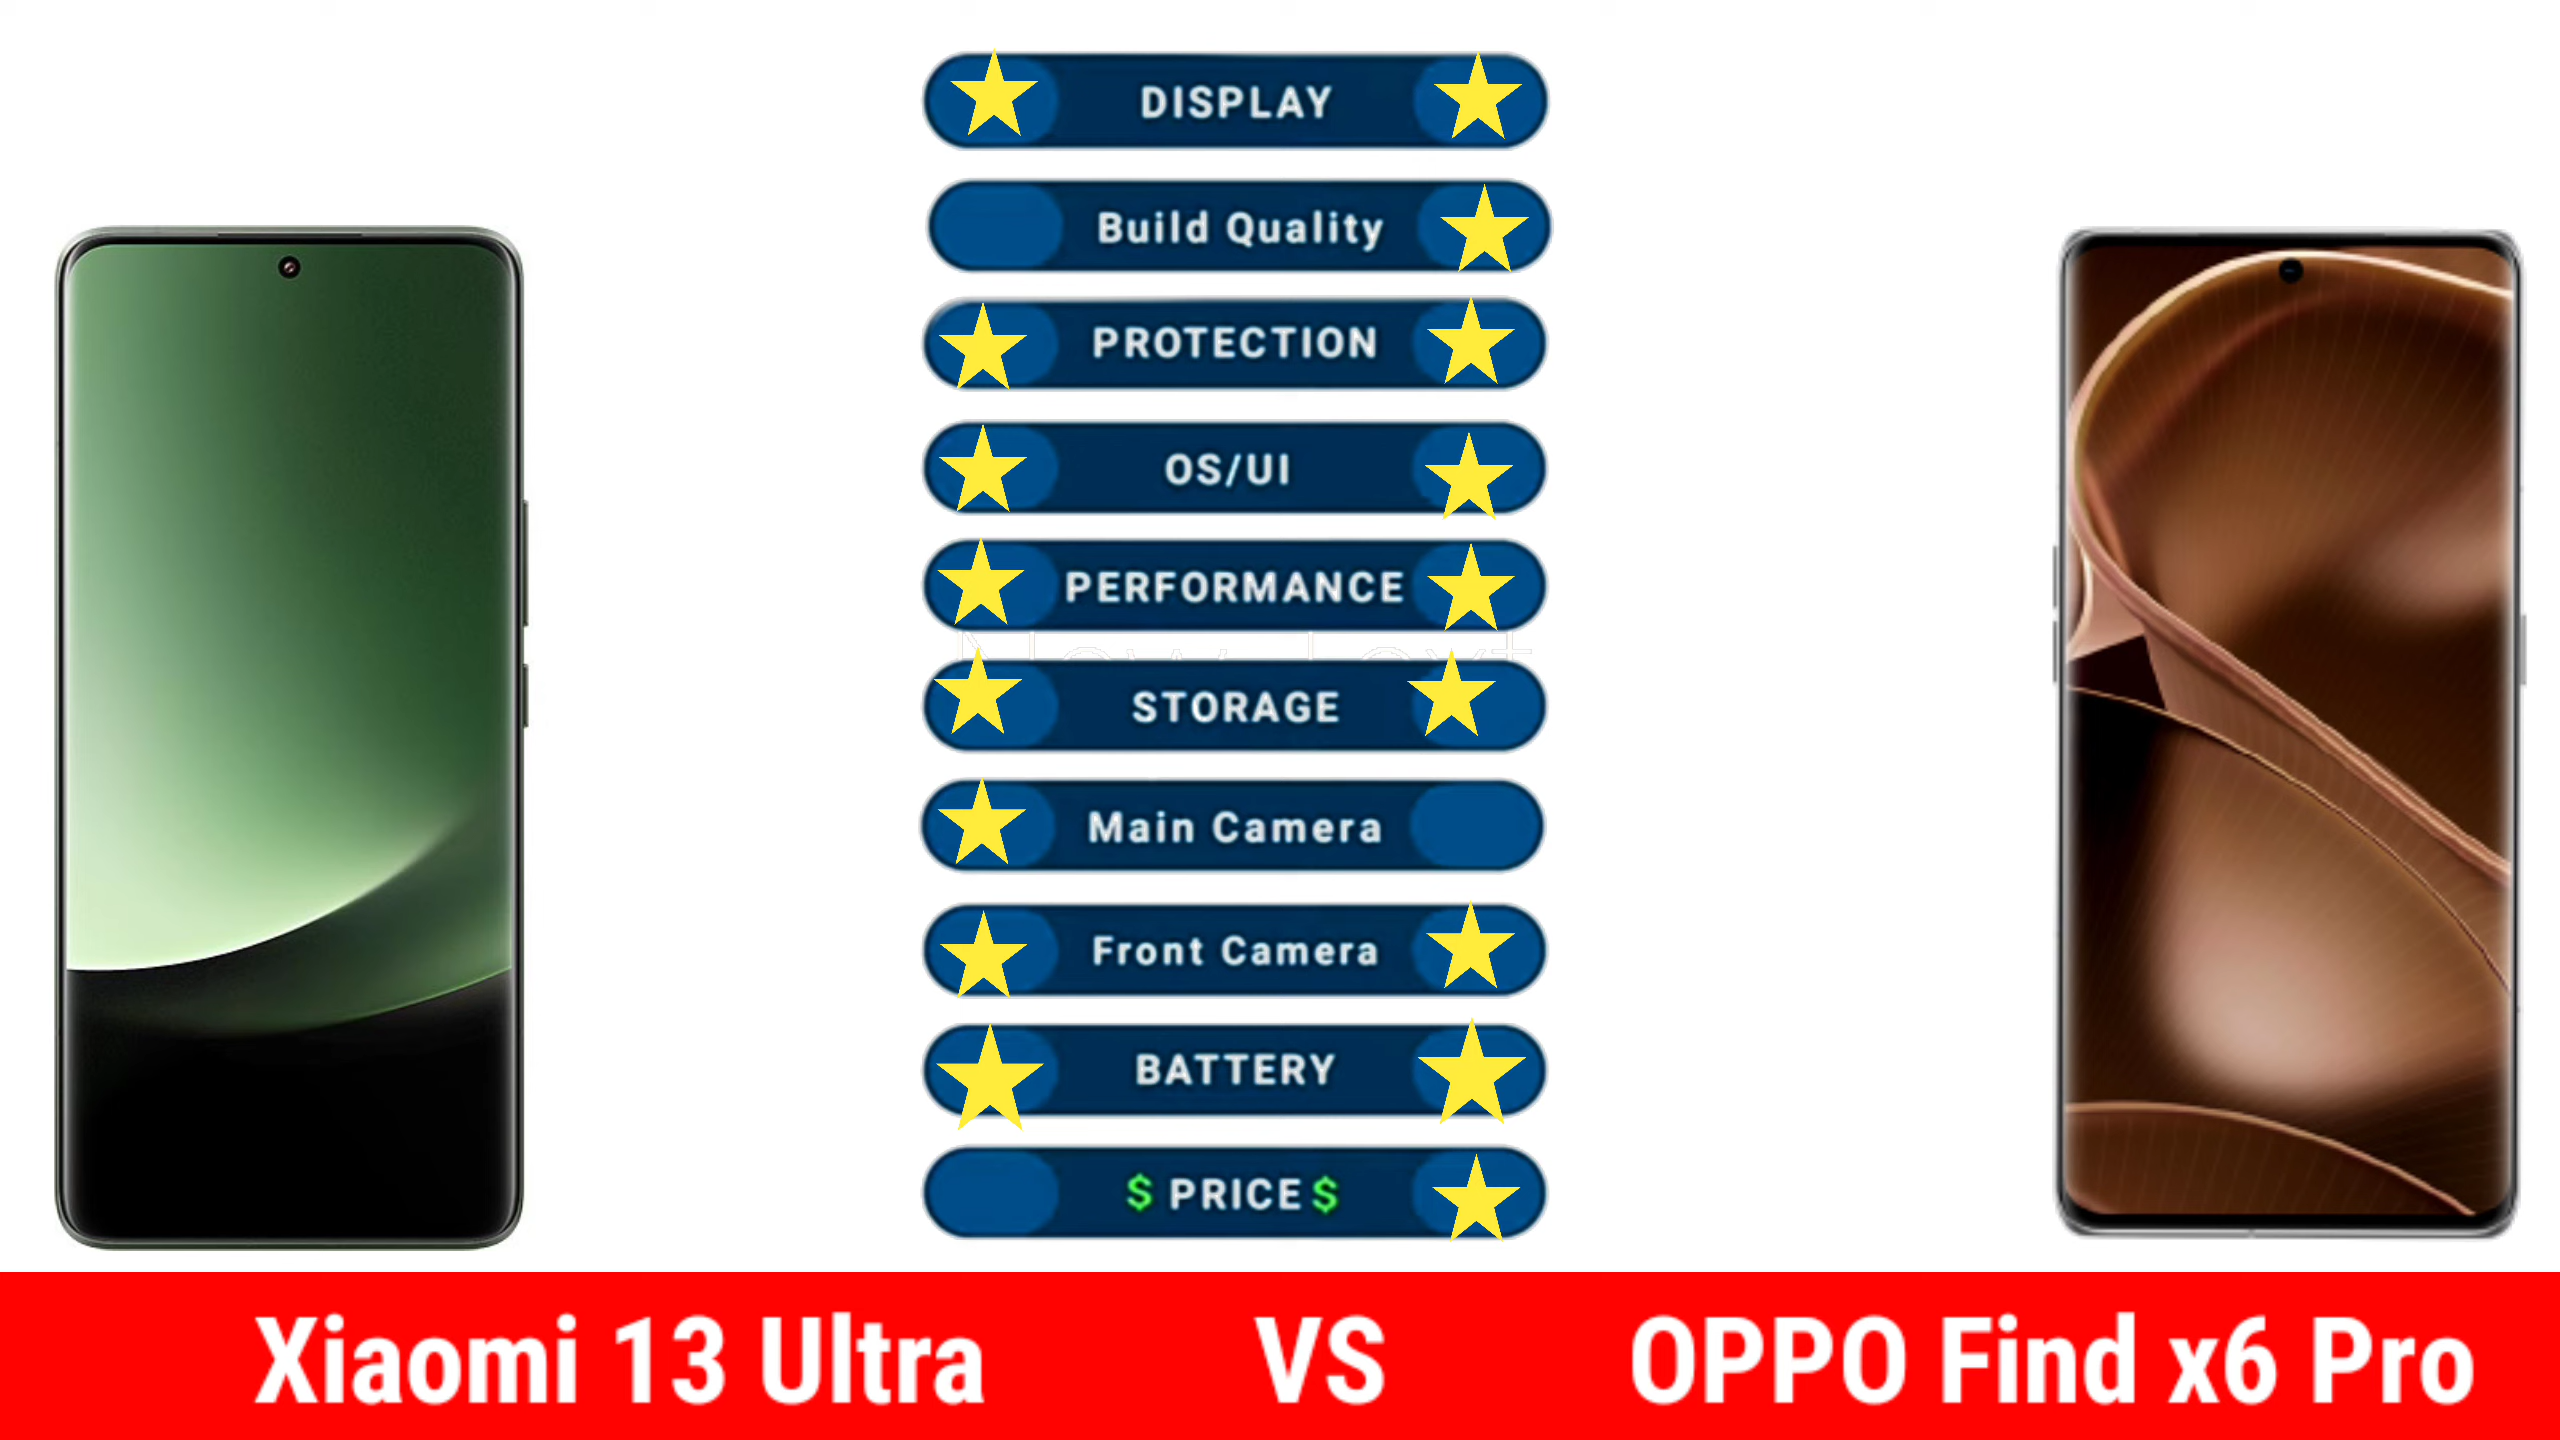 DISPLAY
Build Quality
PROTECTION
OS/UI
PERFORMANCE
STORAGE
Main Camera
Front Camera
BATTERY
$ PRICE $
Xiaomi 13 Ultra VS OPPO Find x6 Pro